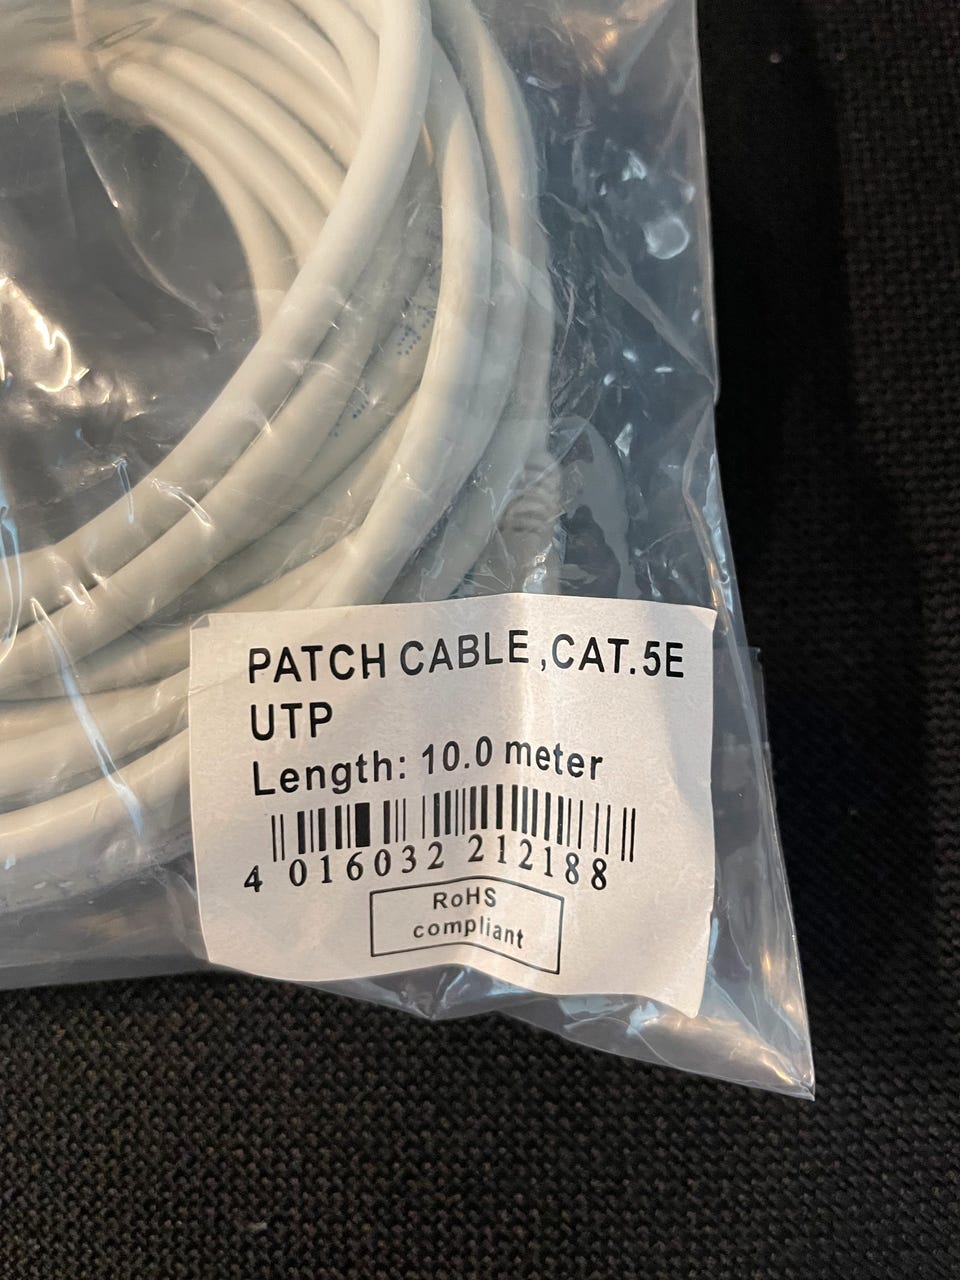 PATCH CABLE ,CAT.5E
UTP
Length: 10.0 meter
4 016032 212188
RoHS
compliant